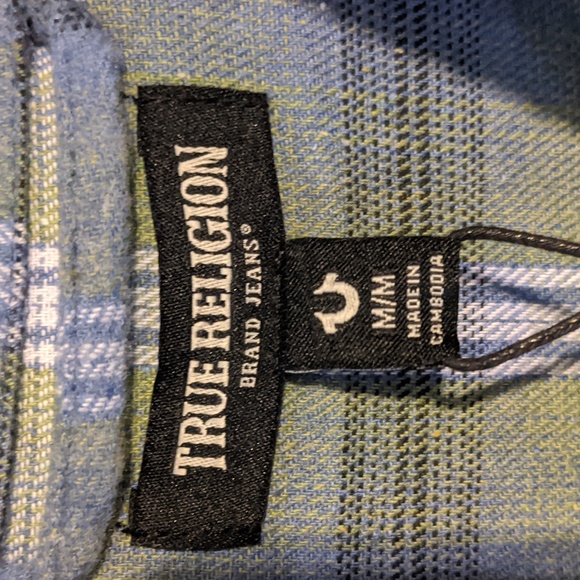 TRUE RELIGION
BRAND JEANS®
M/M
MADE IN
CAMBODIA